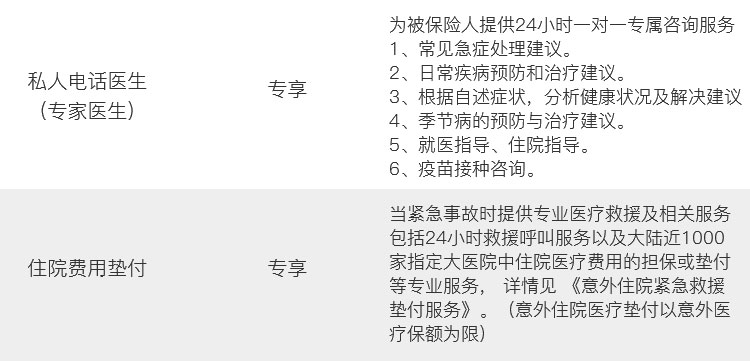 私人电话医生
（专家医生）
专享
为被保险人提供24小时一对一专属咨询服务
1、常见急症处理建议。
2、日常疾病预防和治疗建议。
3、根据自述症状，分析健康状况及解决建议
4、季节病的预防与治疗建议。
5、就医指导、住院指导。
6、疫苗接种咨询。
住院费用垫付
专享
当紧急事故时提供专业医疗救援及相关服务
包括24小时救援呼叫服务以及大陆近1000
家指定大医院中住院医疗费用的担保或垫付
等专业服务， 详情见 《意外住院紧急救援
垫付服务》。（意外住院医疗垫付以意外医
疗保额为限）